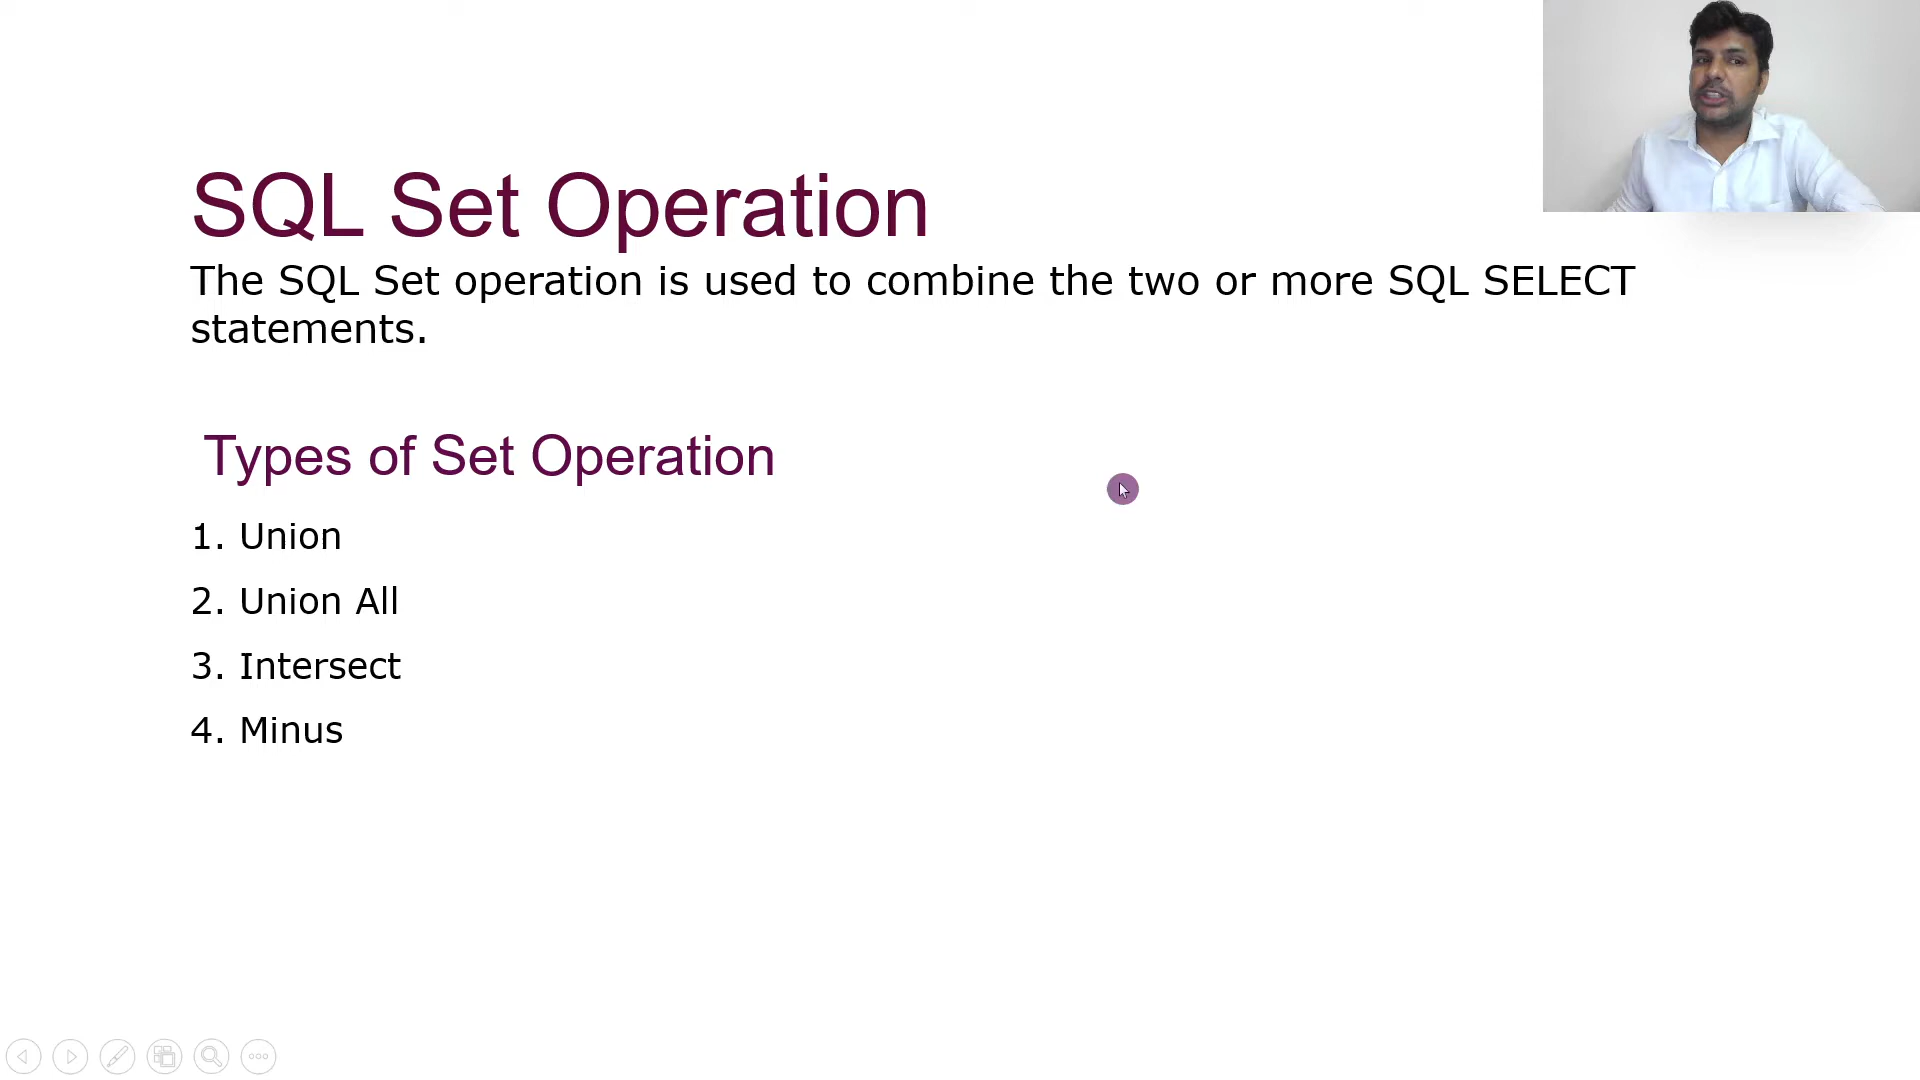 SQL Set Operation
The SQL Set operation is used to combine the two or more SQL SELECT
statements.
Types of Set Operation
1. Union
2. Union All
3. Intersect
4. Minus